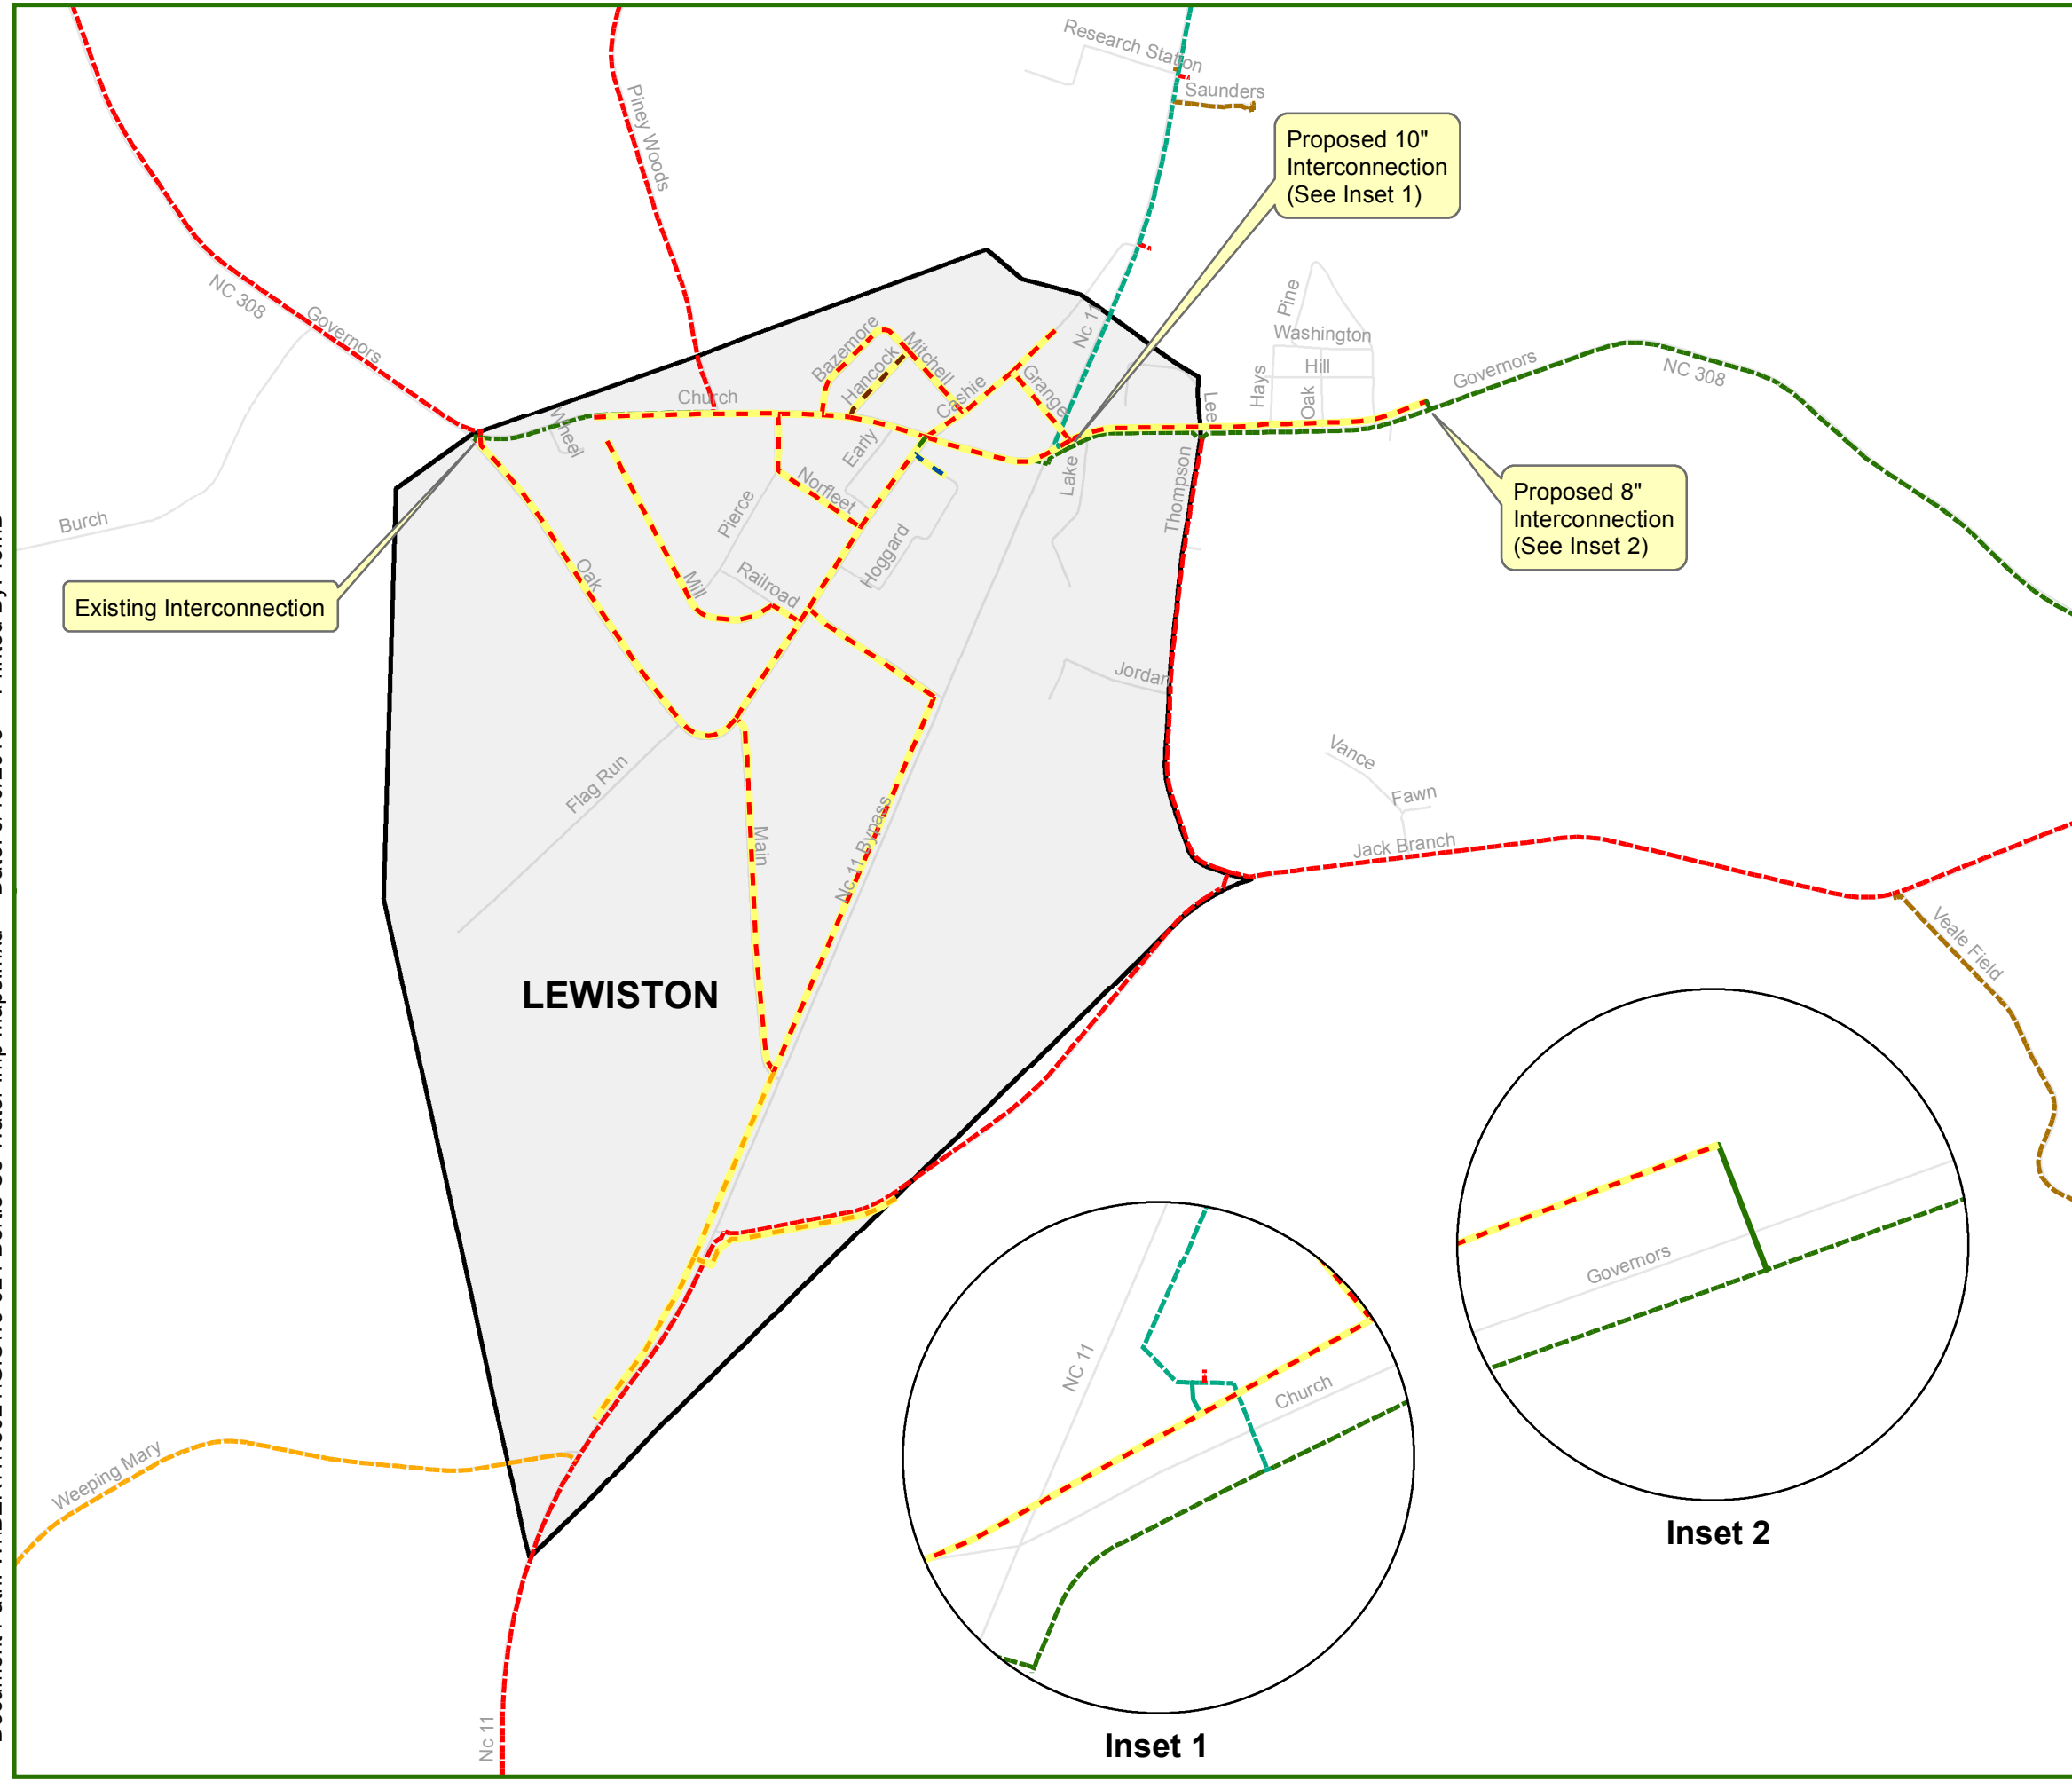 Research Station
Saunders
Proposed 10"
Interconnection
(See Inset 1)
Piney Woods
NC 308
Governors
Burch
Existing Interconnection
Church
Wheel
Bazemore
Hancock
Mitchell
Cashie
Grange
Nc 11
Early
Lake
Lee
Thompson
Pine
Washington
Hill
Hays
Oak
Governors
NC 308
Proposed 8"
Interconnection
(See Inset 2)
Norfleet
Pierce
Hoggard
Railroad
Mill
Oak
Jordan
Flag Run
Main
Nc 11 Bypass
Vance
Fawn
Jack Branch
Veale Field
LEWISTON
Weeping Mary
Nc 11
NC 11
Church
Inset 1
Governors
Inset 2